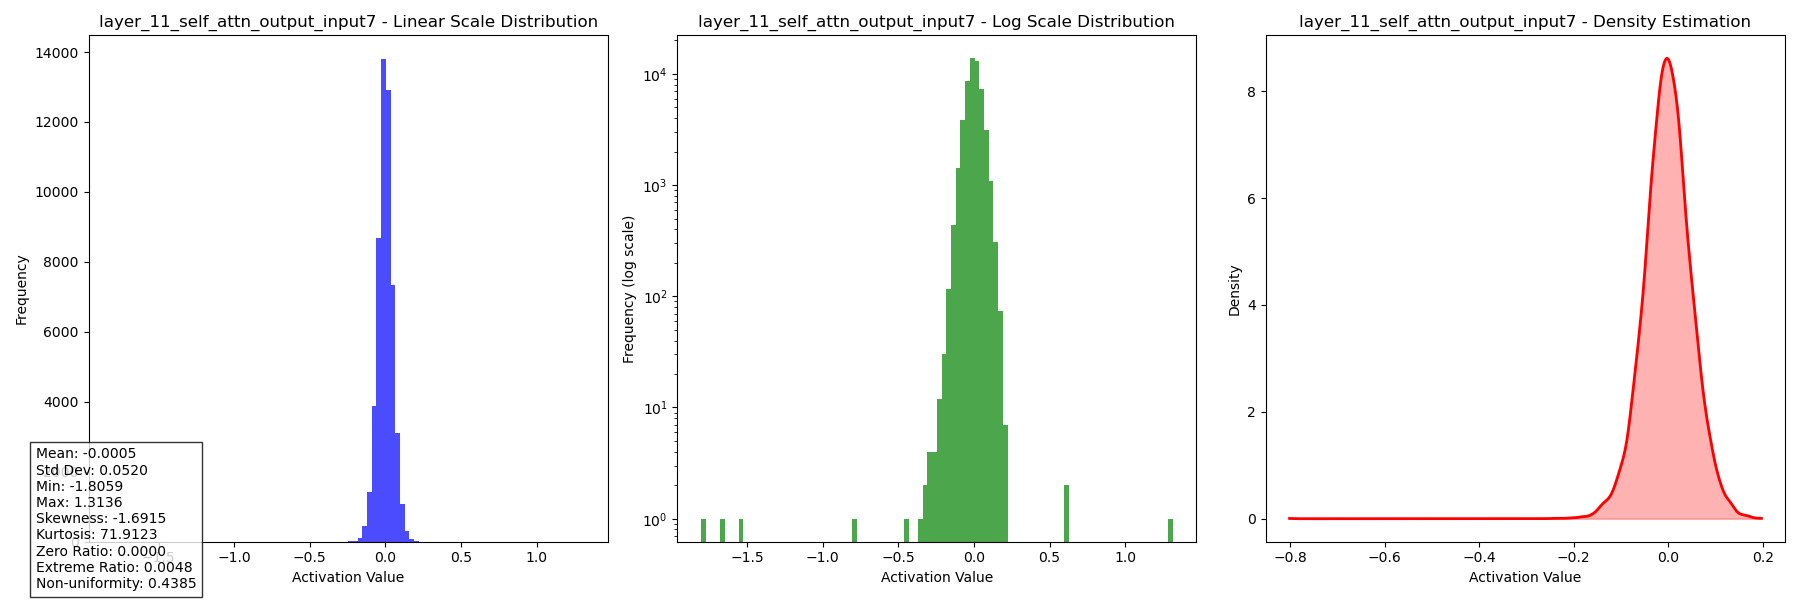 layer_11_self_attn_output_input7 - Linear Scale Distribution
14000
12000
10000
8000
6000
4000
Frequency
−1.0
−0.5
0.0
0.5
1.0
Activation Value
Mean: -0.0005
Std Dev: 0.0520
Min: -1.8059
Max: 1.3136
Skewness: -1.6915
Kurtosis: 71.9123
Zero Ratio: 0.0000
Extreme Ratio: 0.0048
Non-uniformity: 0.4385
layer_11_self_attn_output_input7 - Log Scale Distribution
10⁴
10³
10²
10¹
10⁰
Frequency (log scale)
−1.5
−1.0
−0.5
0.0
0.5
1.0
Activation Value
layer_11_self_attn_output_input7 - Density Estimation
8
6
4
2
0
Density
−0.8
−0.6
−0.4
−0.2
0.0
0.2
Activation Value